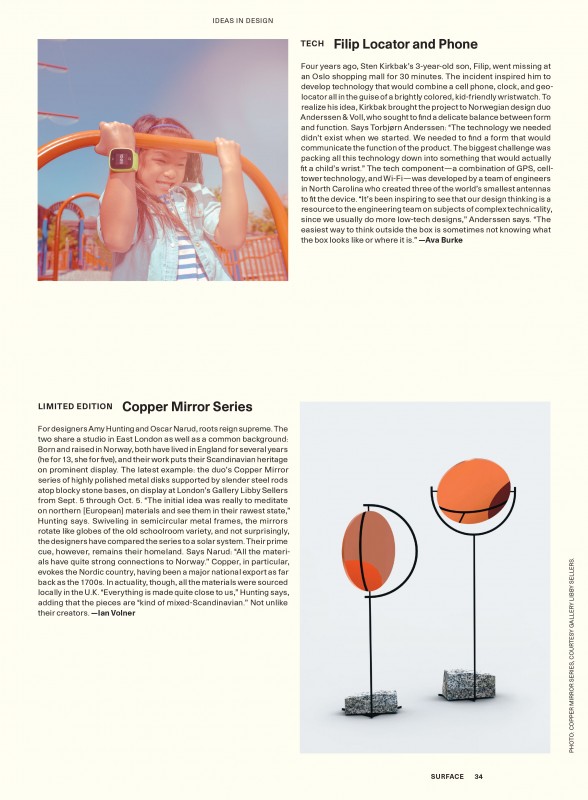 IDEAS IN DESIGN
TECH Filip Locator and Phone
Four years ago, Sten Kirkbak's 3-year-old son, Filip, went missing at
an Oslo shopping mall for 30 minutes. The incident inspired him to
develop technology that would combine a cell phone, clock, and geo-
locator all in the guise of a brightly colored, kid-friendly wristwatch. To
realize his idea, Kirkbak brought the project to Norwegian design duo
Anderssen & Voll, who sought to find a delicate balance between form
and function. Says Torbjørn Anderssen: "The technology we needed
didn't exist when we started. We needed to find a form that would
communicate the function of the product. The biggest challenge was
packing all this technology down into something that would actually
fit a child's wrist." The tech component—a combination of GPS, cell-
tower technology, and Wi-Fi—was developed by a team of engineers
in North Carolina who created three of the world's smallest antennas
to fit the device. "It's been inspiring to see that our design thinking is a
resource to the engineering team on subjects of complex technicality,
since we usually do more low-tech designs," Anderssen says. "The
easiest way to think outside the box is sometimes not knowing what
the box looks like or where it is." —Ava Burke
LIMITED EDITION Copper Mirror Series
For designers Amy Hunting and Oscar Narud, roots reign supreme. The
two share a studio in East London as well as a common background:
Born and raised in Norway, both have lived in England for several years
(he for 13, she for five), and their work puts their Scandinavian heritage
on prominent display. The latest example: the duo's Copper Mirror
series of highly polished metal disks supported by slender steel rods
atop blocky stone bases, on display at London's Gallery Libby Sellers
from Sept. 5 through Oct. 5. "The initial idea was really to meditate
on northern [European] materials and see them in their rawest state,"
Hunting says. Swiveling in semicircular metal frames, the mirrors
rotate like globes of the old schoolroom variety, and not surprisingly,
the designers have compared the series to a solar system. Their prime
cue, however, remains their homeland. Says Narud: "All the materi-
als have quite strong connections to Norway." Copper, in particular,
evokes the Nordic country, having been a major national export as far
back as the 1700s. In actuality, though, all the materials were sourced
locally in the U.K. "Everything is made quite close to us," Hunting says,
adding that the pieces are "kind of mixed-Scandinavian." Not unlike
their creators. —Ian Volner
PHOTO: COPPER MIRROR SERIES, COURTESY GALLERY LIBBY SELLERS.
SURFACE 34